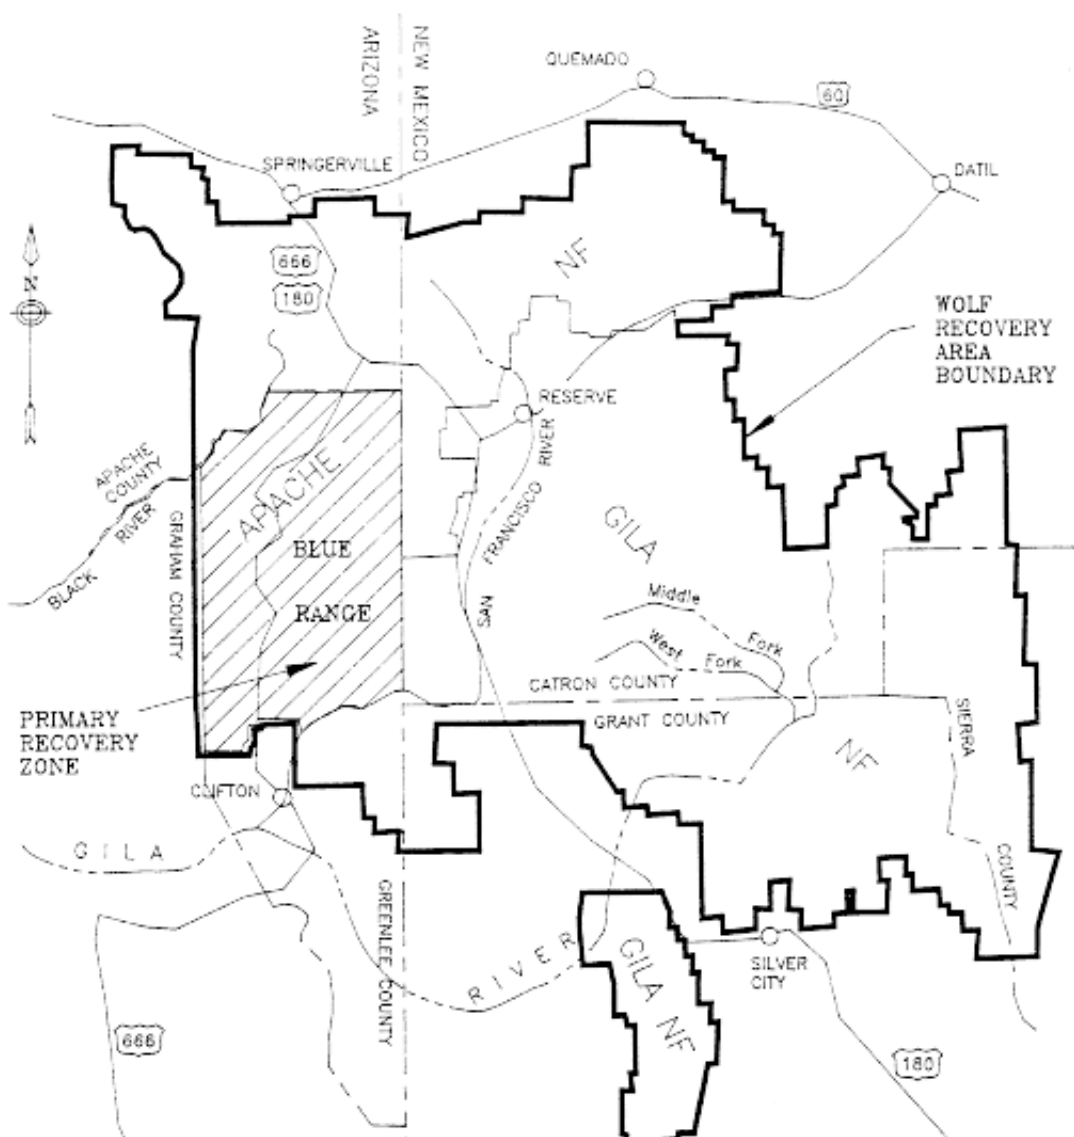 ARIZONA
NEW MEXICO
QUEMADO
60
SPRINGERVILLE
DATIL
N
666
180
NF
WOLF
RECOVERY
AREA
BOUNDARY
RESERVE
APACHE COUNTY
BLACK RIVER
GRAHAM COUNTY
APACHE
BLUE
RANGE
SAN FRANCISCO RIVER
GILA
Middle Fork
West Fork
CATRON COUNTY
GRANT COUNTY
NF
SIERRA COUNTY
PRIMARY
RECOVERY
ZONE
CLIFTON
GILA RIVER
GREENLEE COUNTY
GILA NF
SILVER
CITY
666
180